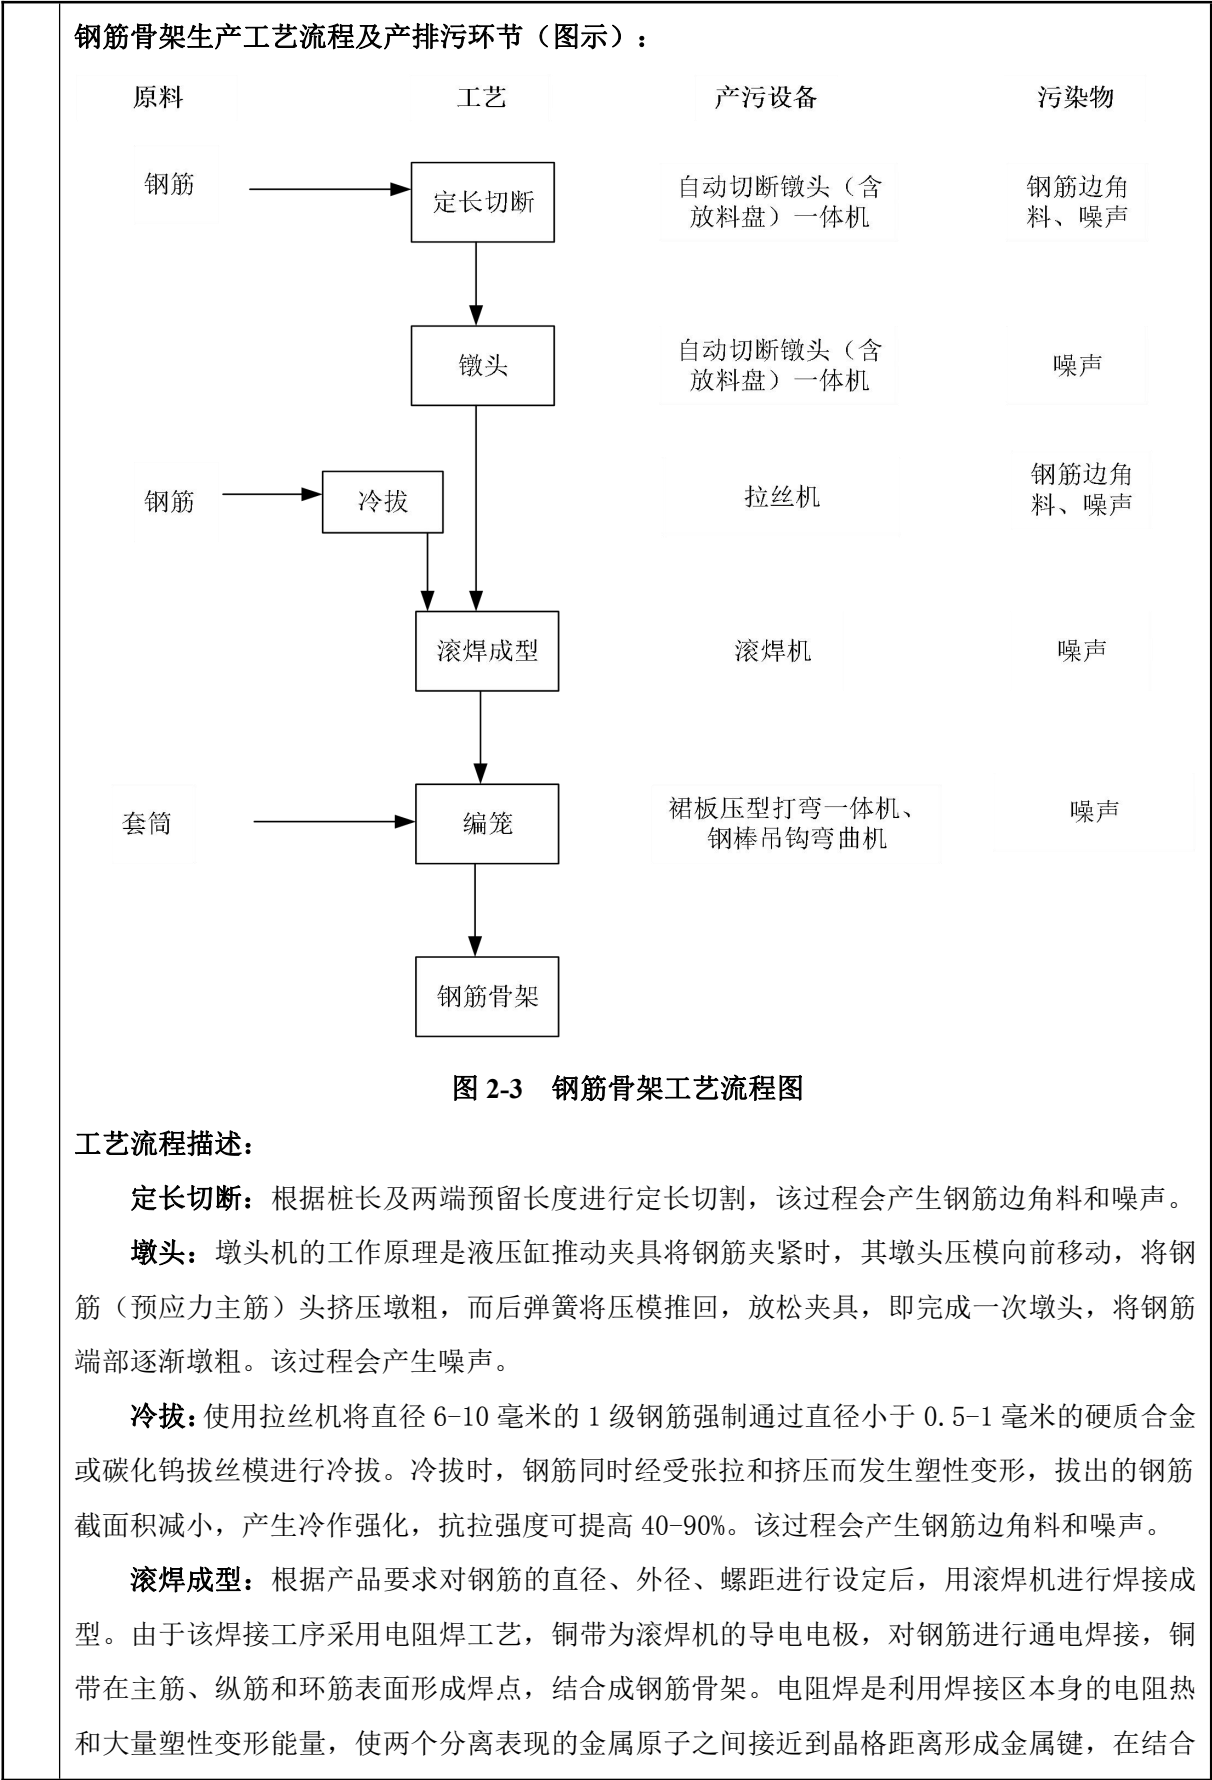 钢筋骨架生产工艺流程及产排污环节（图示）：
原料 工艺 产污设备 污染物
钢筋
定长切断
自动切断镦头（含
放料盘）一体机
钢筋边角
料、噪声
镦头
自动切断镦头（含
放料盘）一体机
噪声
钢筋
冷拔
拉丝机
钢筋边角
料、噪声
滚焊成型
滚焊机
噪声
套筒
编笼
裙板压型打弯一体机、
钢棒吊钩弯曲机
噪声
钢筋骨架
图 2-3 钢筋骨架工艺流程图
工艺流程描述：
定长切断：根据桩长及两端预留长度进行定长切割，该过程会产生钢筋边角料和噪声。
墩头：墩头机的工作原理是液压缸推动夹具将钢筋夹紧时，其墩头压模向前移动，将钢
筋（预应力主筋）头挤压墩粗，而后弹簧将压模推回，放松夹具，即完成一次墩头，将钢筋
端部逐渐墩粗。该过程会产生噪声。
冷拔：使用拉丝机将直径 6-10 毫米的 1 级钢筋强制通过直径小于 0.5-1 毫米的硬质合金
或碳化钨拔丝模进行冷拔。冷拔时，钢筋同时经受张拉和挤压而发生塑性变形，拔出的钢筋
截面积减小，产生冷作强化，抗拉强度可提高 40-90%。该过程会产生钢筋边角料和噪声。
滚焊成型：根据产品要求对钢筋的直径、外径、螺距进行设定后，用滚焊机进行焊接成
型。由于该焊接工序采用电阻焊工艺，铜带为滚焊机的导电电极，对钢筋进行通电焊接，铜
带在主筋、纵筋和环筋表面形成焊点，结合成钢筋骨架。电阻焊是利用焊接区本身的电阻热
和大量塑性变形能量，使两个分离表现的金属原子之间接近到晶格距离形成金属键，在结合